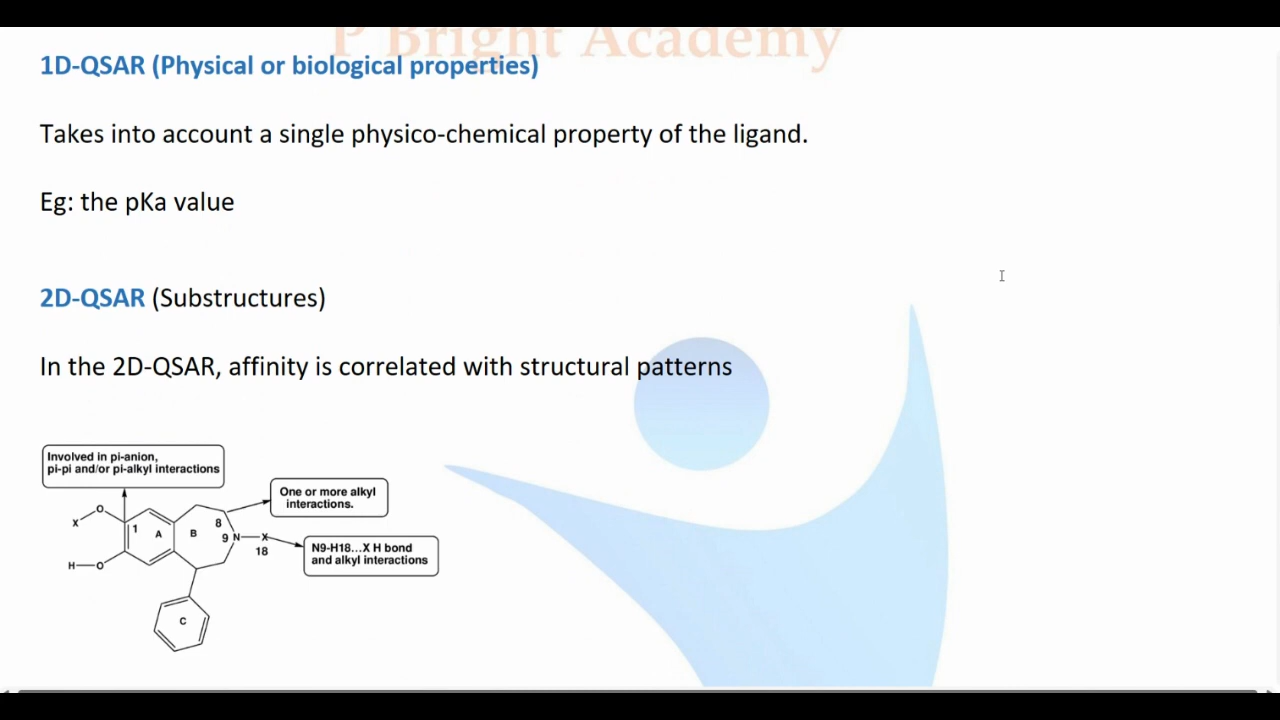 P Bright Academy
1D-QSAR (Physical or biological properties)
Takes into account a single physico-chemical property of the ligand.
Eg: the pKa value
2D-QSAR (Substructures)
In the 2D-QSAR, affinity is correlated with structural patterns
Involved in pi-anion,
pi-pi and/or pi-alkyl interactions
One or more alkyl
interactions.
X
O
1
A
B
8
9
N
X
18
N9-H18...X H bond
and alkyl interactions
H
O
C